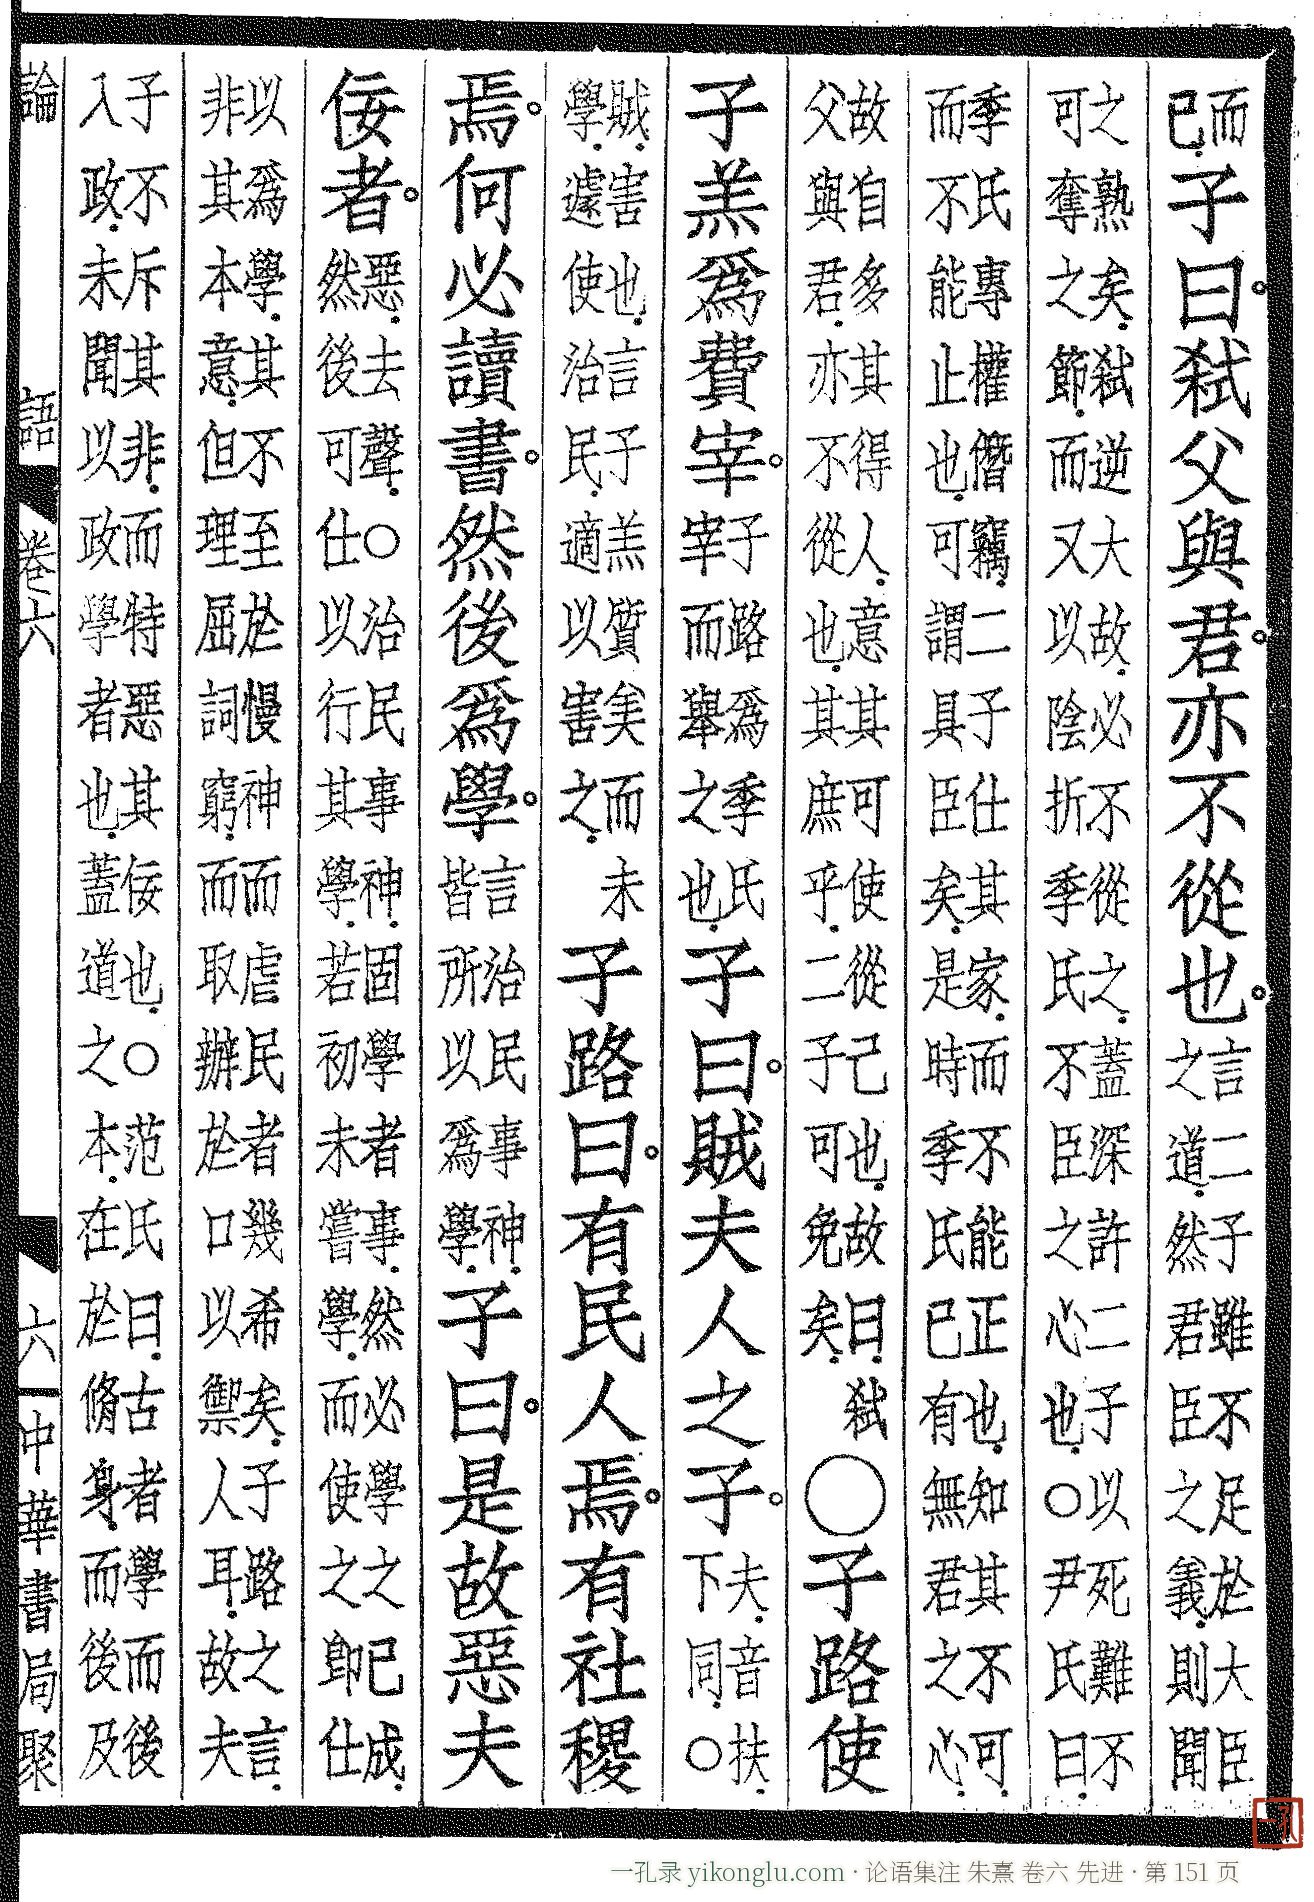 而
已子曰弒父與君亦不從也言二子雖不足於大臣
之道然君臣之義則聞
之熟矣弒逆大故必不從之蓋深許二子以死難不
可奪之節而又以陰折季氏不臣之心也○尹氏曰
季氏專權僭竊二子仕其家而不能正也知其不可
而不能止也可謂具臣矣是時季氏已有無君之心
故自多其得人意其可使從己也故曰弒
父與君亦不從也其庶乎二子可免矣○子路使
子羔爲費宰子路爲季氏
宰而舉之也子曰賊夫人之子夫音扶
下同○
賊害也言子羔質美而未
學遽使治民適以害之子路曰有民人焉有社稷
焉何必讀書然後爲學言治民事神
皆所以爲學子曰是故惡夫
佞者惡去聲○治民事神固學者事然必學之已成
然後可仕以行其學若初未嘗學而使之之即仕
以爲學其不至於慢神而虐民者幾希矣子路之言
非其本意但理屈詞窮而取辦於口以禦人耳故夫
子不斥其非而特惡其佞也○范氏曰古者學而後
入政未聞以政學者也蓋道之本在於脩身而後及
論語 卷六 六 中華書局聚
一孔录 yikonglu.com · 论语集注 朱熹 卷六 先进 · 第 151 页